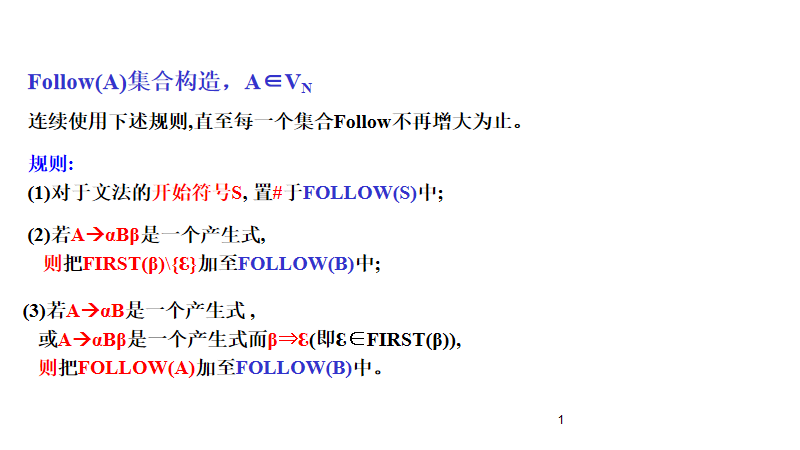 Follow(A)集合构造，A∈VN
连续使用下述规则,直至每一个集合Follow不再增大为止。
规则:
(1)对于文法的开始符号S, 置#于FOLLOW(S)中;
(2)若A→αBβ是一个产生式,
则把FIRST(β)\{ε}加至FOLLOW(B)中;
(3)若A→αB是一个产生式 ,
或A→αBβ是一个产生式而β⇒ε(即ε∈FIRST(β)),
则把FOLLOW(A)加至FOLLOW(B)中。
1